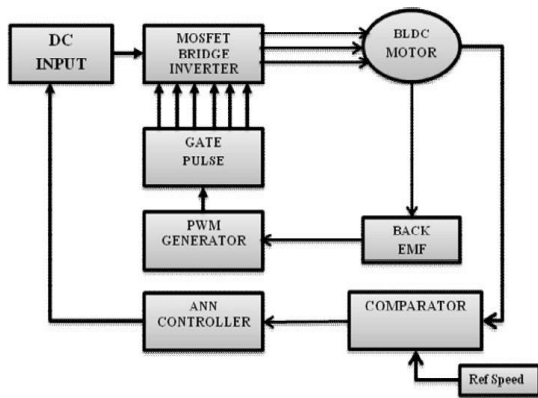 DC
INPUT
MOSFET
BRIDGE
INVERTER
BLDC
MOTOR
GATE
PULSE
PWM
GENERATOR
BACK
EMF
ANN
CONTROLLER
COMPARATOR
Ref Speed